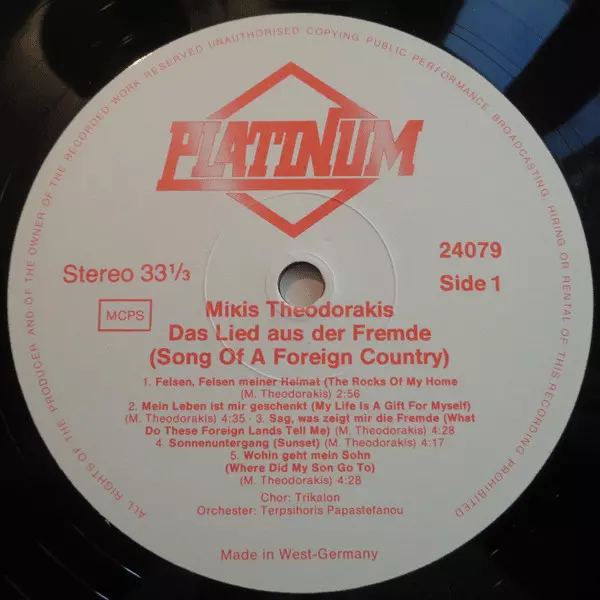 ALL RIGHTS OF THE PRODUCER AND OF THE OWNER OF THE RECORDED WORK RESERVED UNAUTHORISED COPYING PUBLIC PERFORMANCE BROADCASTING, HIRING OR RENTAL OF THIS RECORDING PROHIBITED
PLATINUM
24079
Stereo 33 1/3
Side 1
MCPS
Mikis Theodorakis
Das Lied aus der Fremde
(Song Of A Foreign Country)
1. Felsen, Felsen meiner Heimat (The Rocks Of My Home
(M. Theodorakis) 2:56
2. Mein Leben ist mir geschenkt (My Life Is A Gift For Myself)
(M. Theodorakis) 4:35 · 3. Sag, was zeigt mir die Fremde (What
Do These Foreign Lands Tell Me) (M. Theodorakis) 4:28
4. Sonnenuntergang (Sunset) (M. Theodorakis) 4:17
5. Wohin geht mein Sohn
(Where Did My Son Go To)
(M. Theodorakis) 4:28
Chor: Trikalon
Orchester: Terpsihoris Papastefanou
Made in West-Germany